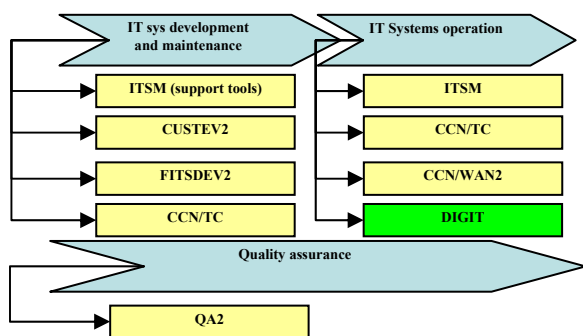 IT sys development
and maintenance
ITSM (support tools)
CUSTEV2
FITSDEV2
CCN/TC
IT Systems operation
ITSM
CCN/TC
CCN/WAN2
DIGIT
Quality assurance
QA2